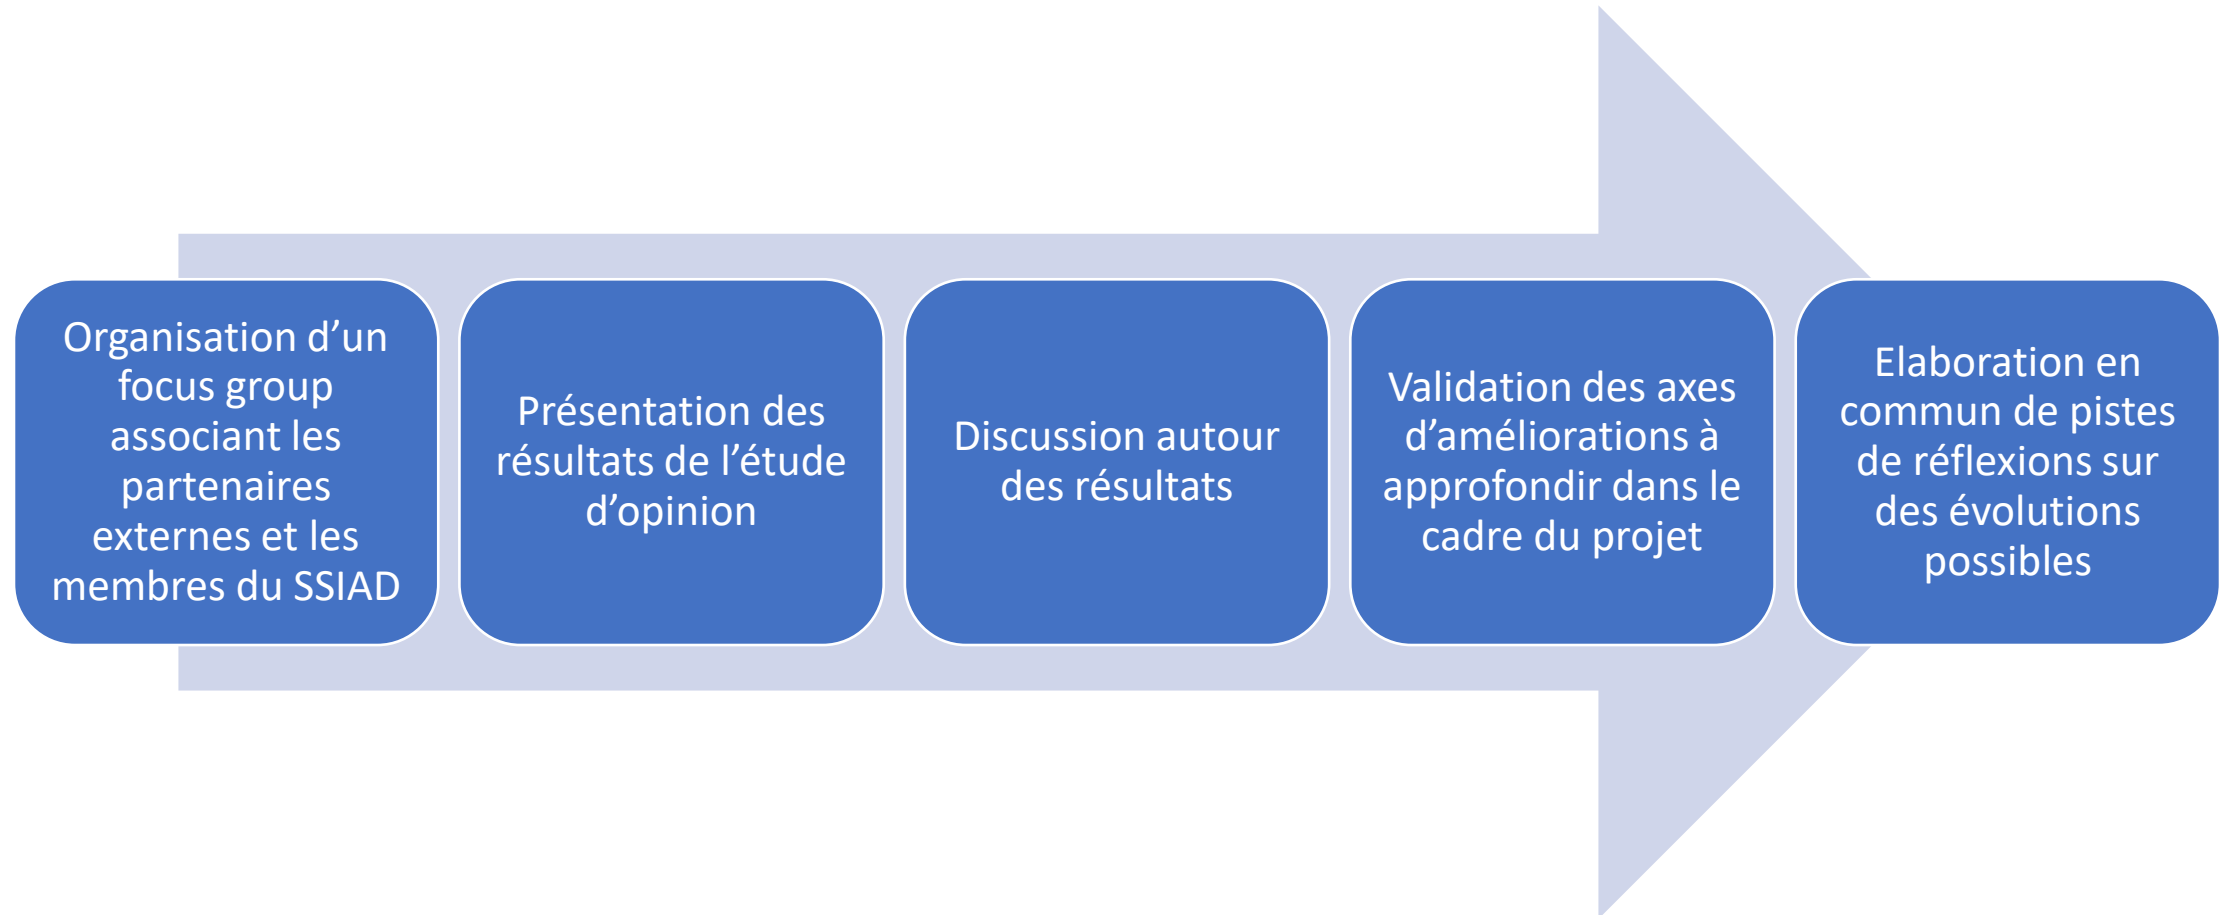 Organisation d’un
focus group
associant les
partenaires
externes et les
membres du SSIAD
Présentation des
résultats de l’étude
d’opinion
Discussion autour
des résultats
Validation des axes
d’améliorations à
approfondir dans le
cadre du projet
Elaboration en
commun de pistes
de réflexions sur
des évolutions
possibles